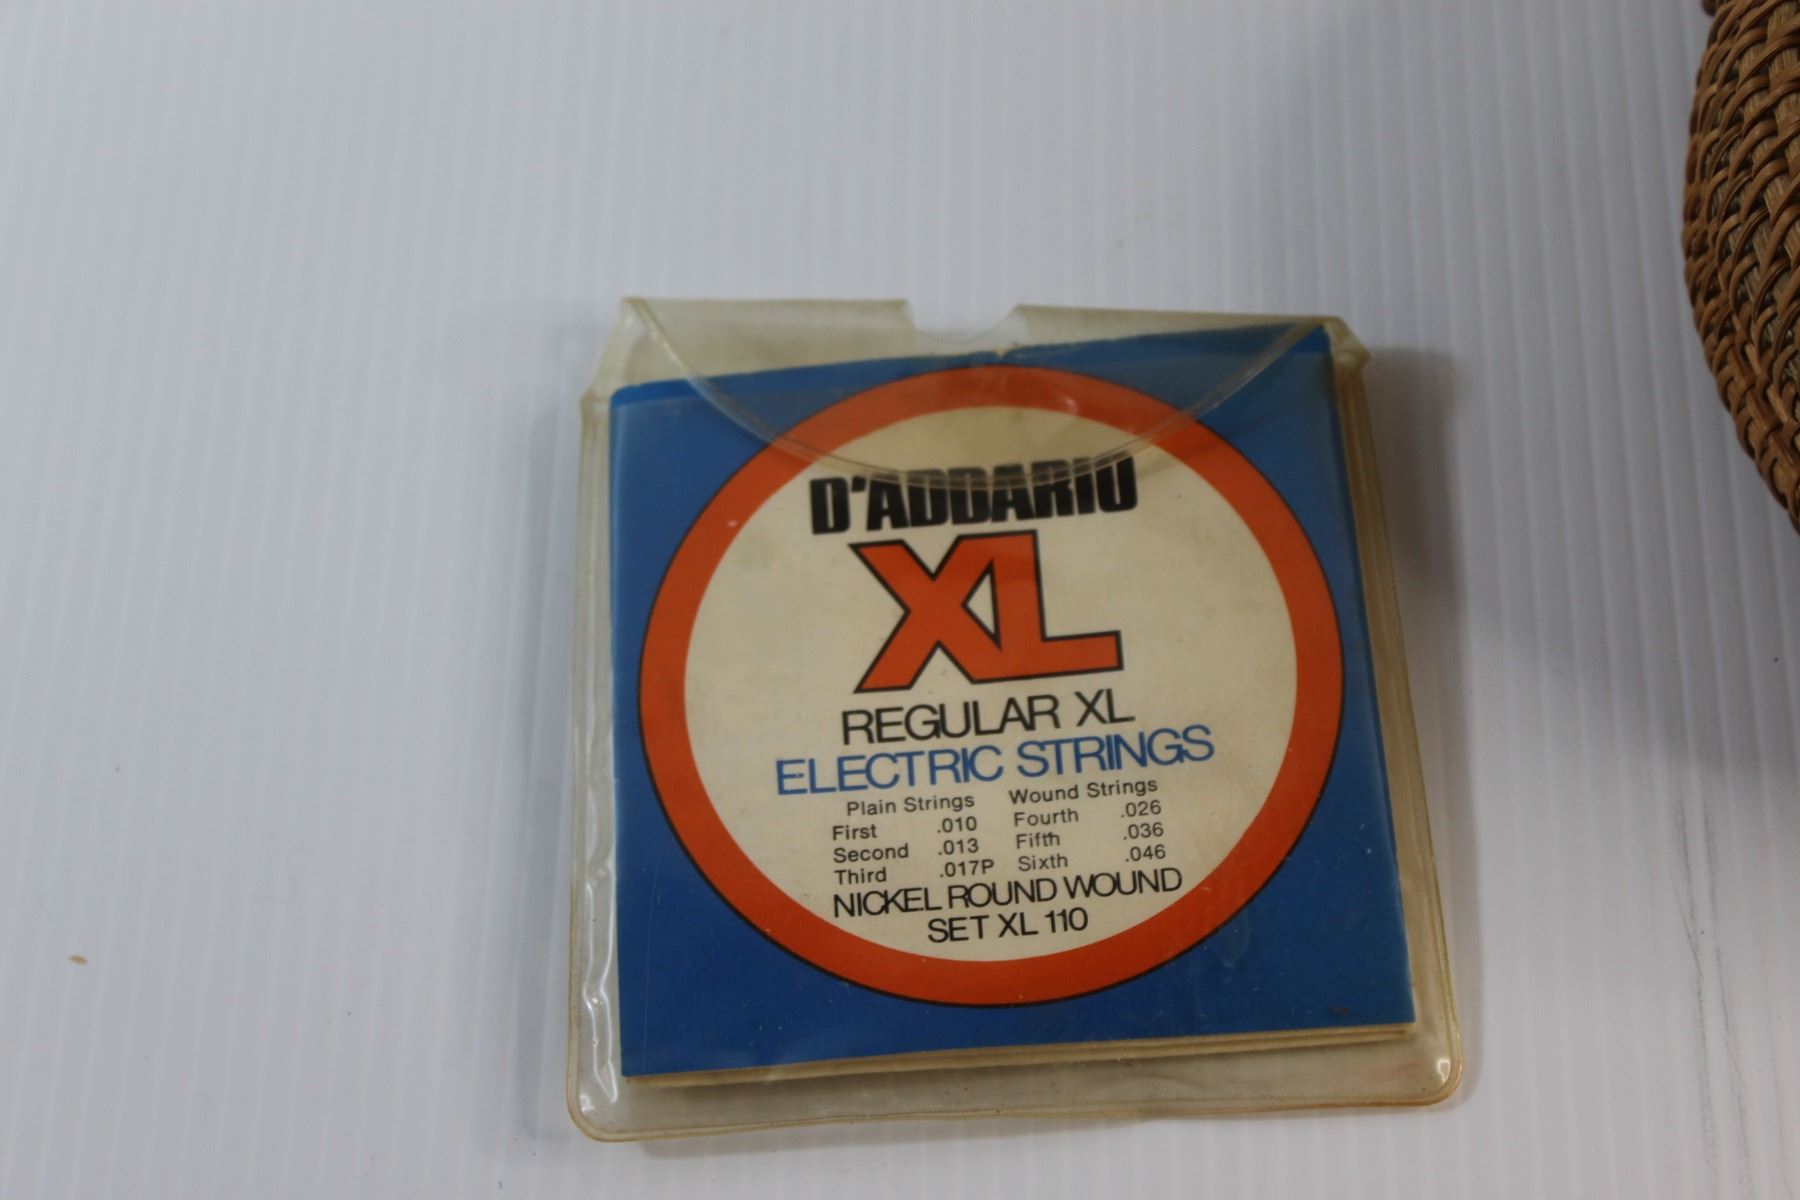 D'ADDARIO
XL
REGULAR XL
ELECTRIC STRINGS
Plain Strings Wound Strings
First .010 Fourth .026
Second .013 Fifth .036
Third .017P Sixth .046
NICKEL ROUND WOUND
SET XL 110